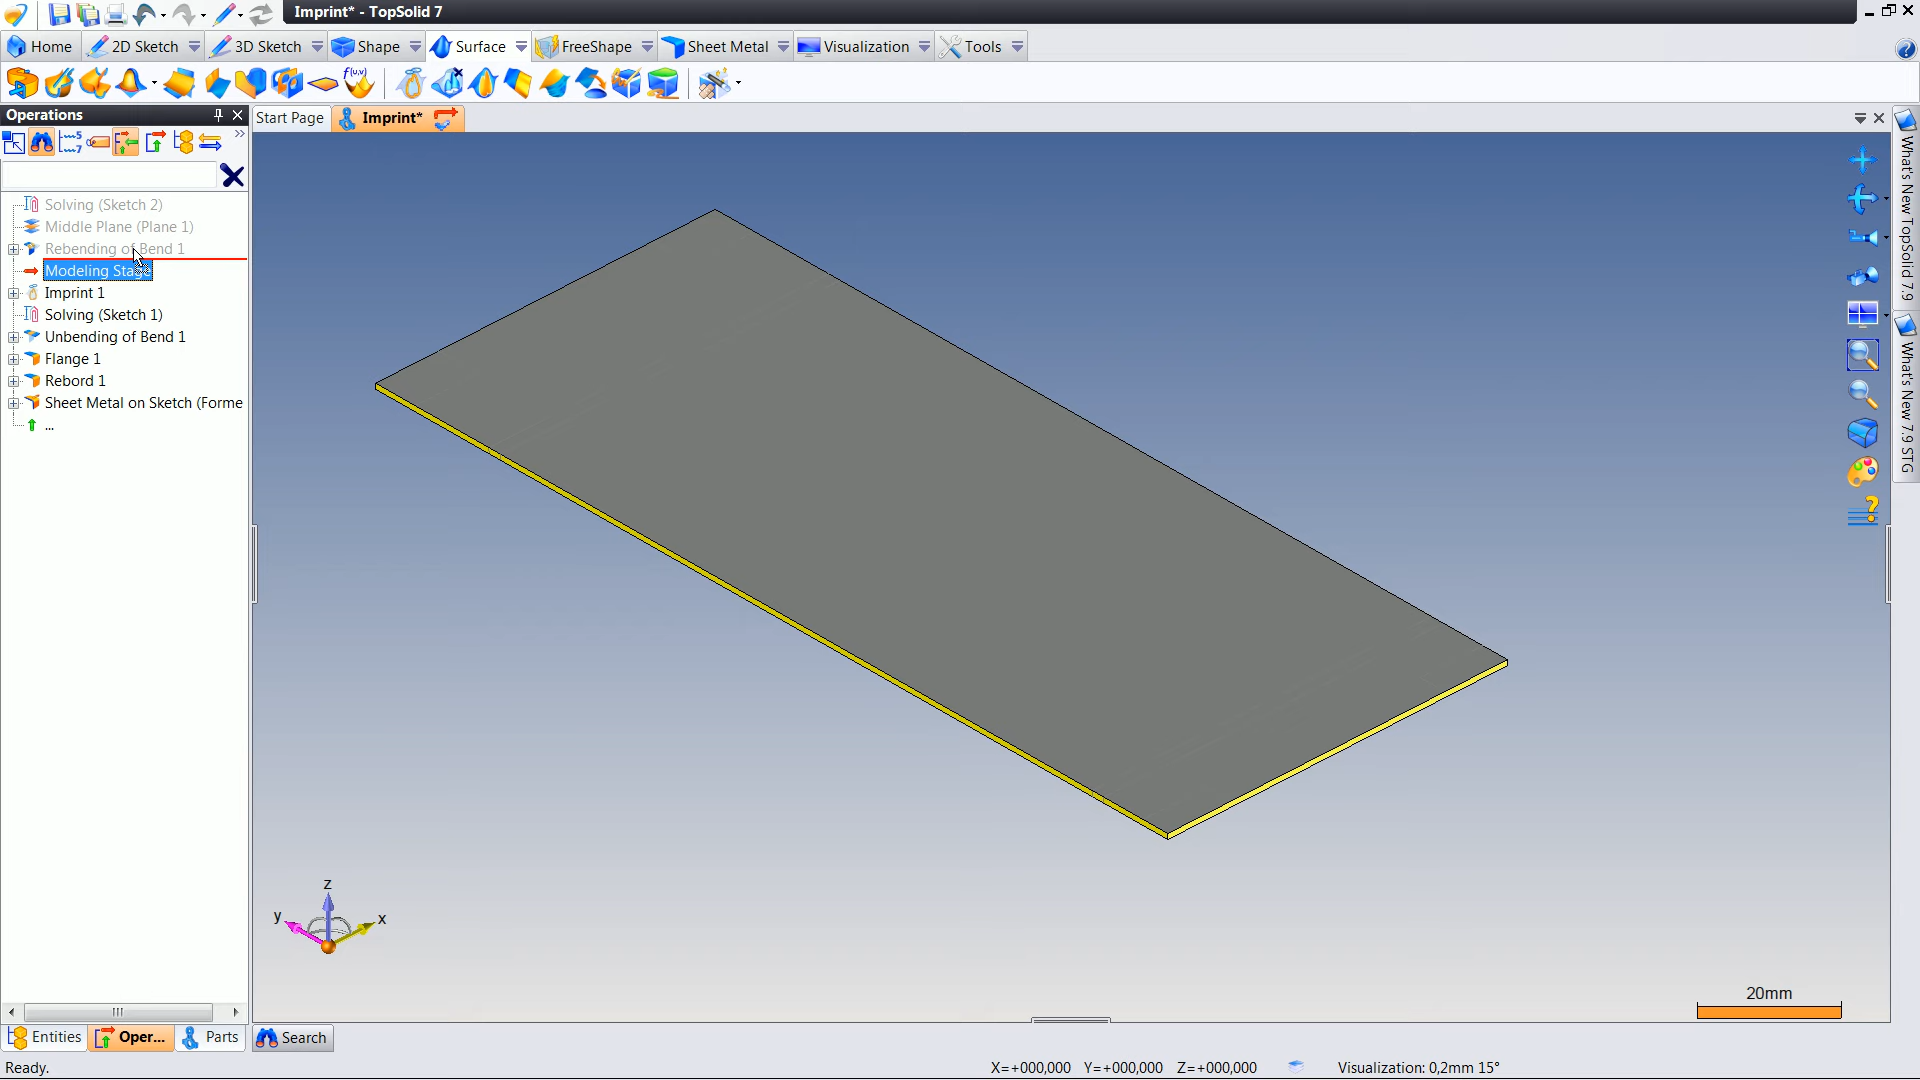 Imprint* - TopSolid 7
Home
2D Sketch
3D Sketch
Shape
Surface
FreeShape
Sheet Metal
Visualization
Tools
f(u,v)
Operations
Start Page
Imprint*
Solving (Sketch 2)
Middle Plane (Plane 1)
Rebending of Bend 1
Modeling Stage
Imprint 1
Solving (Sketch 1)
Unbending of Bend 1
Flange 1
Rebord 1
Sheet Metal on Sketch (Forme
...
What's New TopSolid 7.9
What's New 7.9 STG
z
y
x
20mm
Entities
Oper...
Parts
Search
Ready.
X=+000,000 Y=+000,000 Z=+000,000
Visualization: 0,2mm 15°